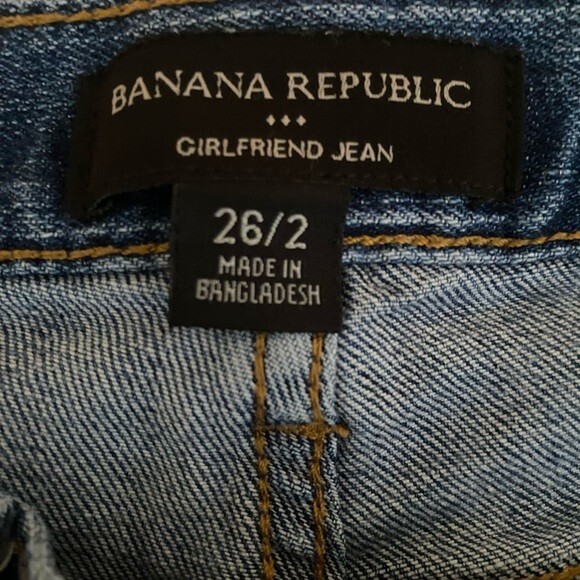 BANANA REPUBLIC
GIRLFRIEND JEAN
26/2
MADE IN
BANGLADESH